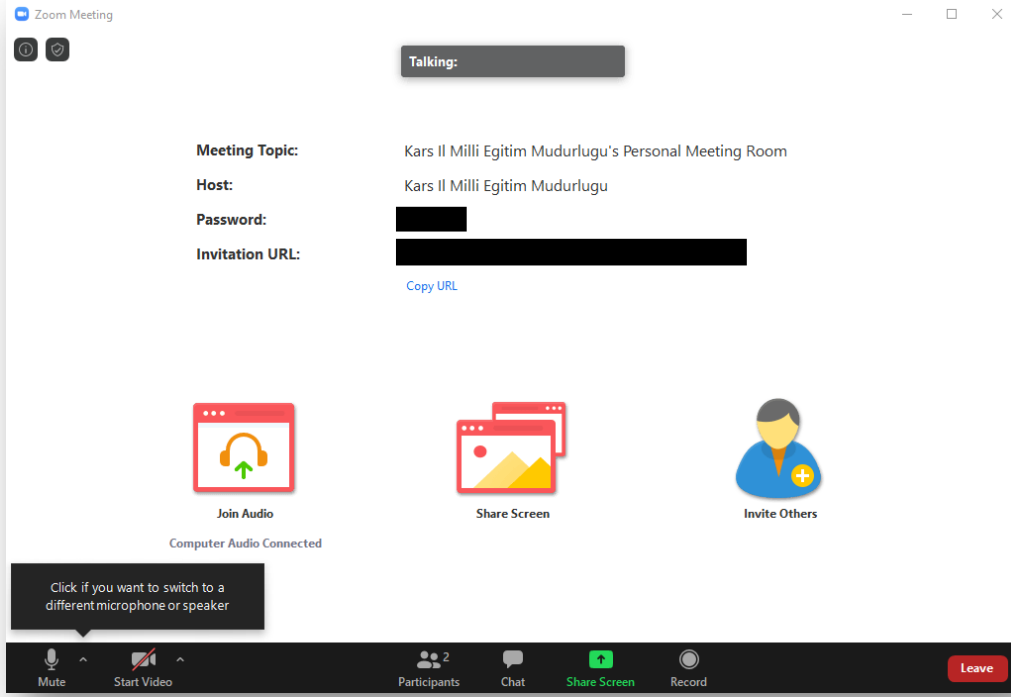 Zoom Meeting
Talking:
Meeting Topic: Kars Il Milli Egitim Mudurlugu's Personal Meeting Room
Host: Kars Il Milli Egitim Mudurlugu
Password:
Invitation URL:
Copy URL
Join Audio Share Screen Invite Others
Computer Audio Connected
Click if you want to switch to a
different microphone or speaker
2
Mute Start Video Participants Chat Share Screen Record Leave